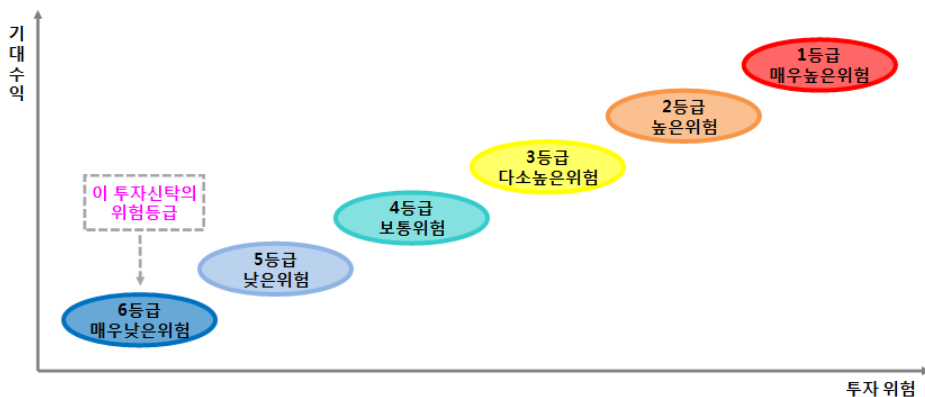 기대수익
1등급
매우높은위험
2등급
높은위험
3등급
다소높은위험
이 투자신탁의
위험등급
4등급
보통위험
5등급
낮은위험
6등급
매우낮은위험
투자 위험